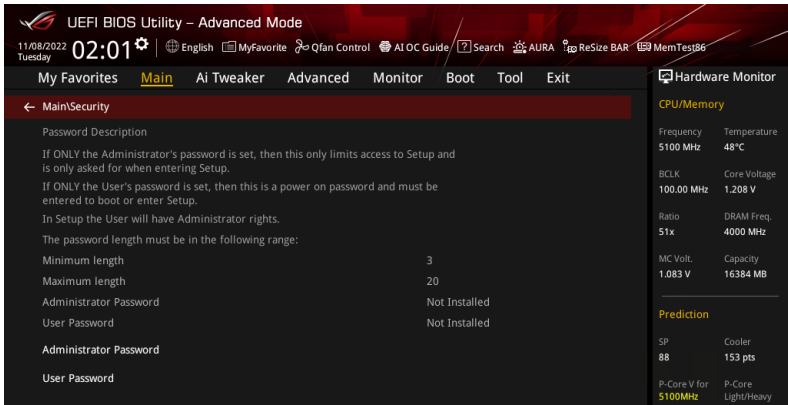 UEFI BIOS Utility – Advanced Mode
11/08/2022 Tuesday 02:01 English MyFavorite Qfan Control AI OC Guide Search AURA ReSize BAR MemTest86
My Favorites Main Ai Tweaker Advanced Monitor Boot Tool Exit
Main\Security
Password Description
If ONLY the Administrator's password is set, then this only limits access to Setup and
is only asked for when entering Setup.
If ONLY the User's password is set, then this is a power on password and must be
entered to boot or enter Setup.
In Setup the User will have Administrator rights.
The password length must be in the following range:
Minimum length 3
Maximum length 20
Administrator Password Not Installed
User Password Not Installed
Administrator Password
User Password
Hardware Monitor
CPU/Memory
Frequency Temperature
5100 MHz 48°C
BCLK Core Voltage
100.00 MHz 1.208 V
Ratio DRAM Freq.
51x 4000 MHz
MC Volt. Capacity
1.083 V 16384 MB
Prediction
SP Cooler
88 153 pts
P-Core V for P-Core
5100MHz Light/Heavy